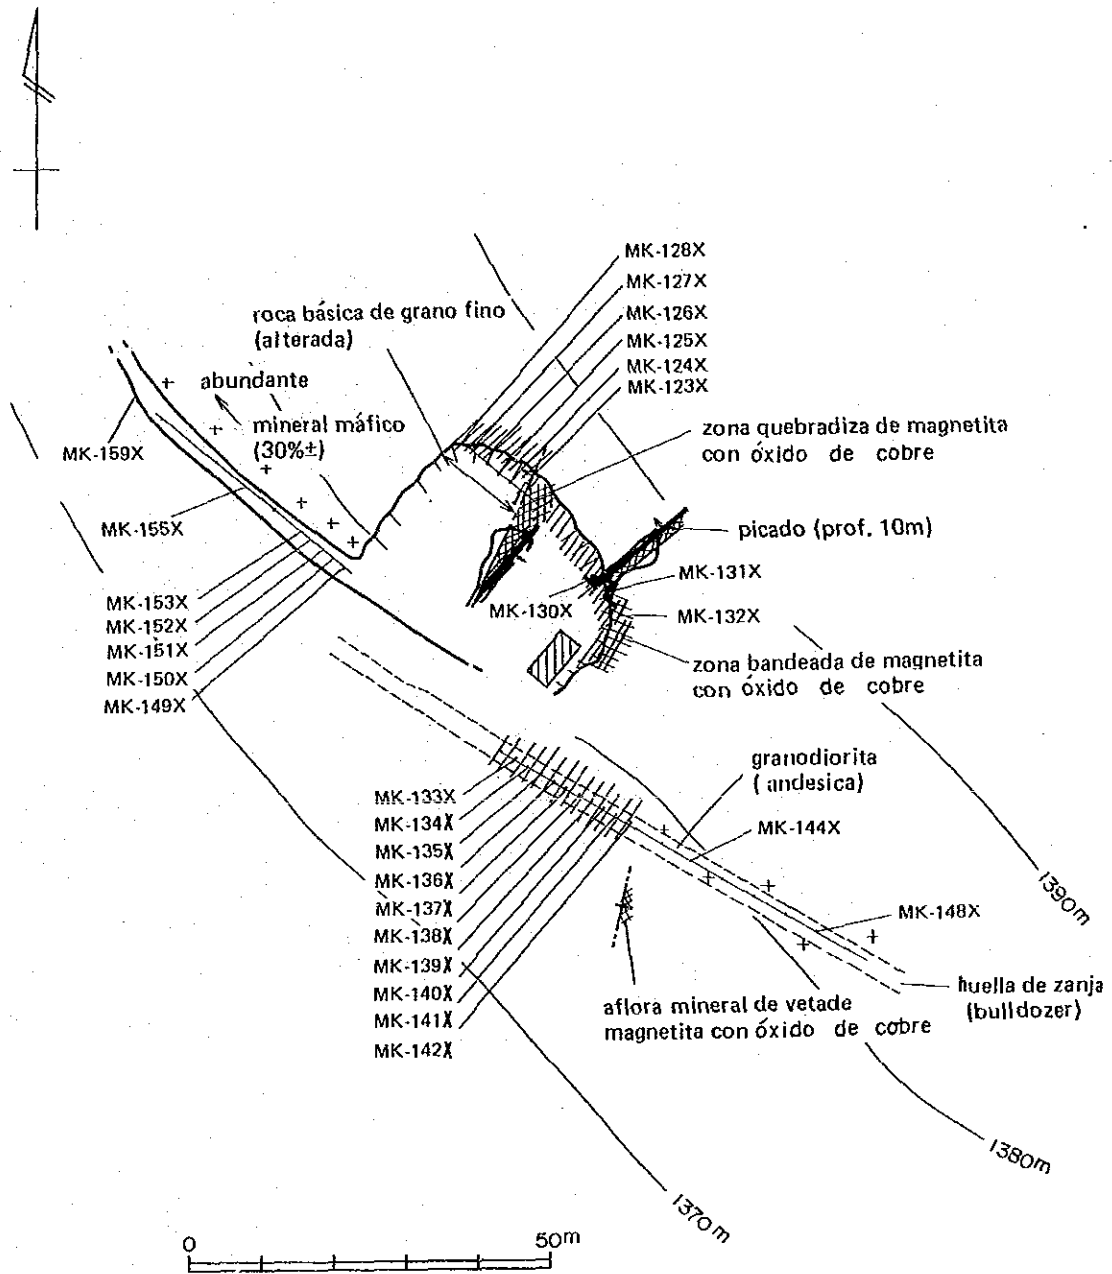 MK-128X
MK-127X
roca básica de grano fino
(alterada)
MK-126X
MK-125X
MK-124X
MK-123X
abundante
mineral máfico
(30%±)
zona quebradiza de magnetita
con óxido de cobre
MK-159X
MK-155X
picado (prof. 10m)
MK-131X
MK-130X
MK-132X
MK-153X
MK-152X
MK-151X
MK-150X
MK-149X
zona bandeada de magnetita
con óxido de cobre
granodiorita
(andesica)
MK-133X
MK-134X
MK-135X
MK-136X
MK-137X
MK-138X
MK-139X
MK-140X
MK-141X
MK-142X
MK-144X
1390m
MK-148X
huella de zanja
(bulldozer)
aflora mineral de vetade
magnetita con óxido de cobre
1380m
1370m
0 50m